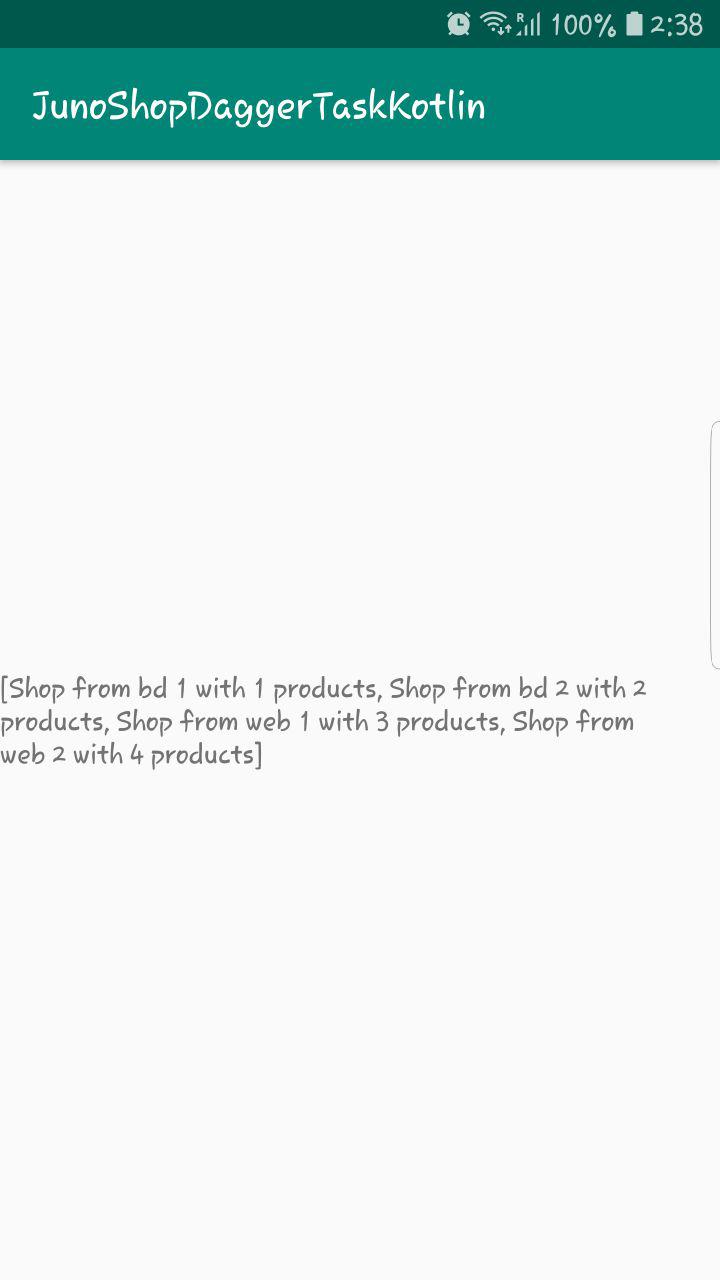 R 100% 2:38
JunoShopDaggerTaskKotlin
[Shop from bd 1 with 1 products, Shop from bd 2 with 2
products, Shop from web 1 with 3 products, Shop from
web 2 with 4 products]